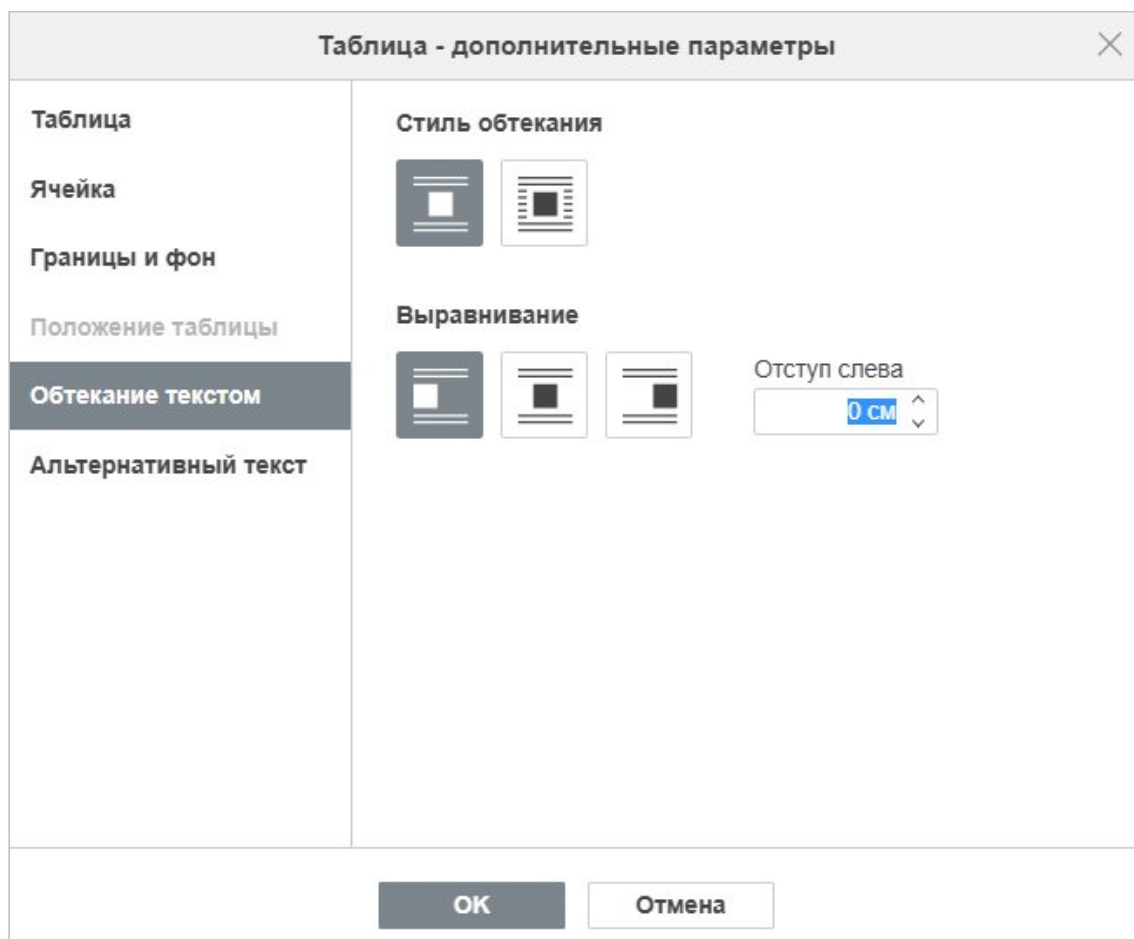 Таблица - дополнительные параметры
Таблица
Ячейка
Границы и фон
Положение таблицы
Обтекание текстом
Альтернативный текст
Стиль обтекания
Выравнивание
Отступ слева
0 см
OK
Отмена